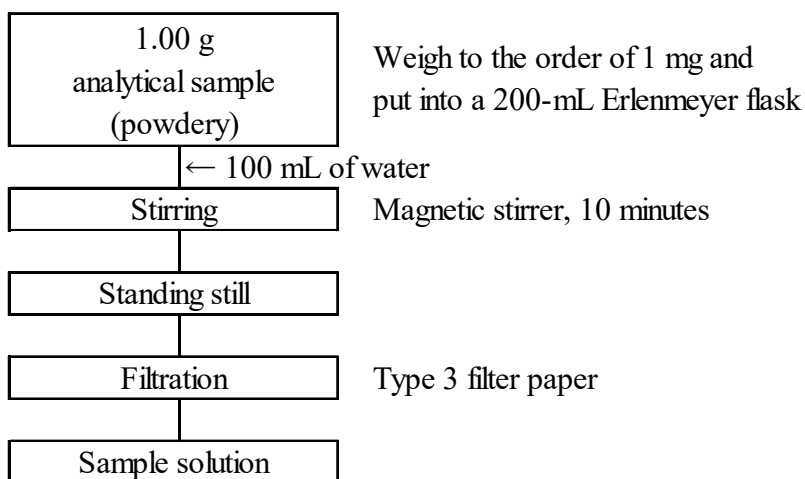 1.00 g
analytical sample
(powdery)
Weigh to the order of 1 mg and
put into a 200-mL Erlenmeyer flask
← 100 mL of water
Stirring
Magnetic stirrer, 10 minutes
Standing still
Filtration
Type 3 filter paper
Sample solution